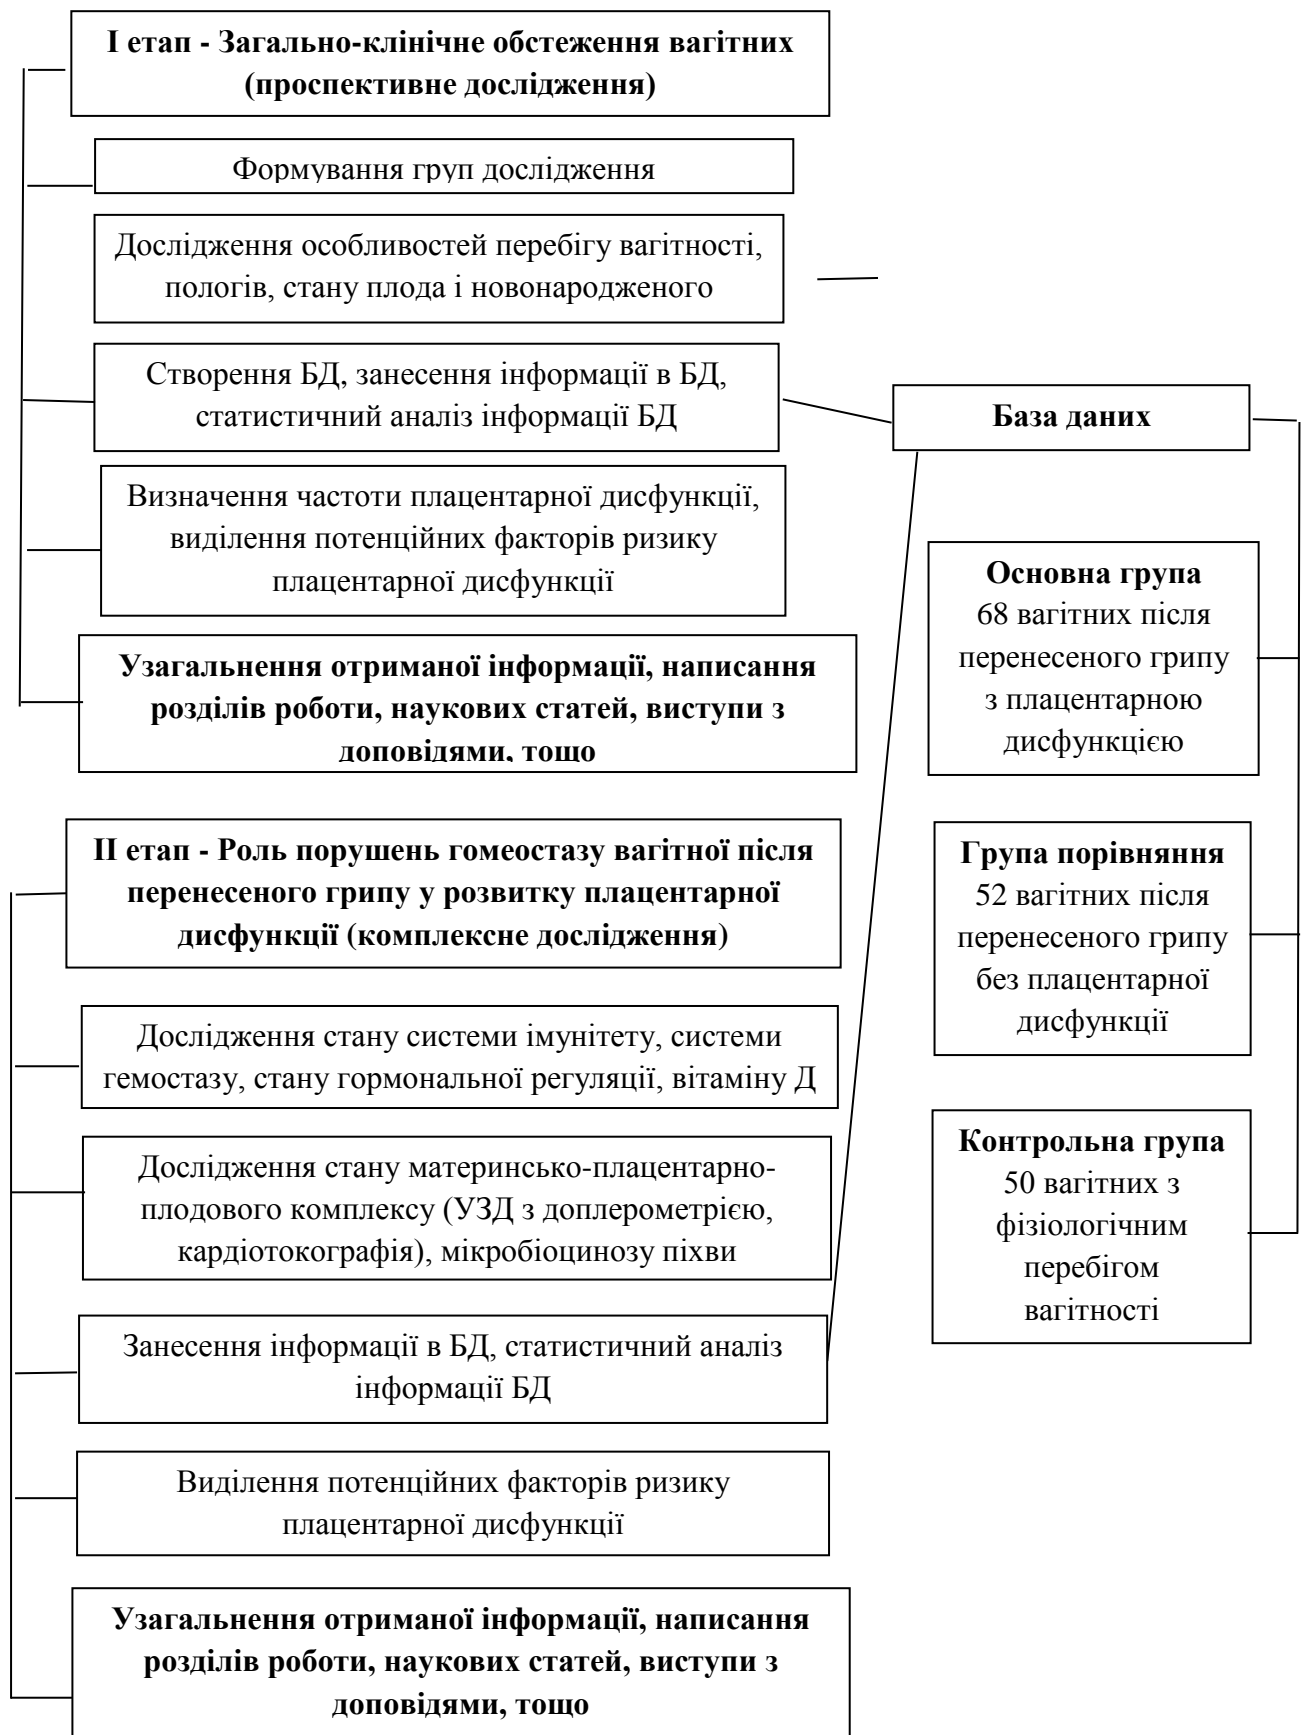 І етап - Загально-клінічне обстеження вагітних
(проспективне дослідження)
Формування груп дослідження
Дослідження особливостей перебігу вагітності,
пологів, стану плода і новонародженого
Створення БД, занесення інформації в БД,
статистичний аналіз інформації БД
Визначення частоти плацентарної дисфункції,
виділення потенційних факторів ризику
плацентарної дисфункції
Узагальнення отриманої інформації, написання
розділів роботи, наукових статей, виступи з
доповідями, тощо
ІІ етап - Роль порушень гомеостазу вагітної після
перенесеного грипу у розвитку плацентарної
дисфункції (комплексне дослідження)
Дослідження стану системи імунітету, системи
гемостазу, стану гормональної регуляції, вітаміну Д
Дослідження стану материнсько-плацентарно-
плодового комплексу (УЗД з доплерометрією,
кардіотокографія), мікробіоцинозу піхви
Занесення інформації в БД, статистичний аналіз
інформації БД
Виділення потенційних факторів ризику
плацентарної дисфункції
Узагальнення отриманої інформації, написання
розділів роботи, наукових статей, виступи з
доповідями, тощо
База даних
Основна група
68 вагітних після
перенесеного грипу
з плацентарною
дисфункцією
Група порівняння
52 вагітних після
перенесеного грипу
без плацентарної
дисфункції
Контрольна група
50 вагітних з
фізіологічним
перебігом
вагітності